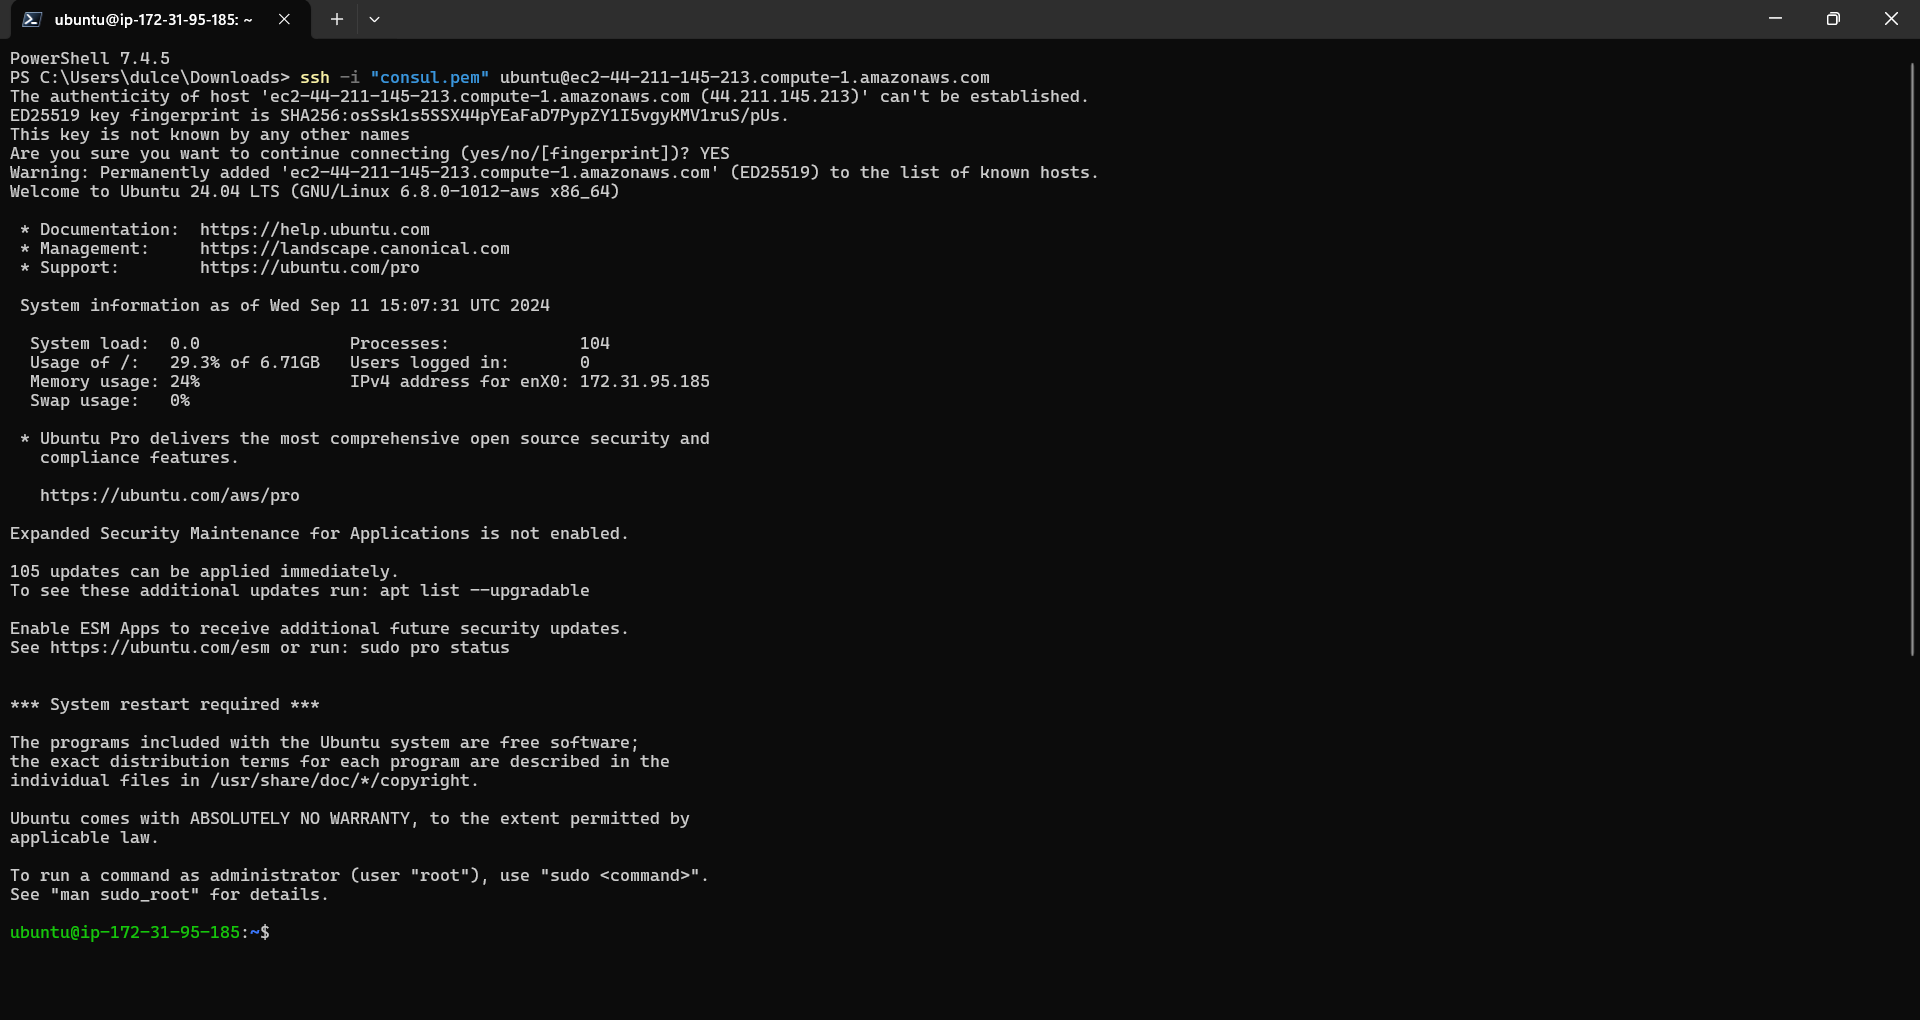 ubuntu@ip-172-31-95-185: ~
PowerShell 7.4.5
PS C:\Users\dulce\Downloads> ssh -i "consul.pem" ubuntu@ec2-44-211-145-213.compute-1.amazonaws.com
The authenticity of host 'ec2-44-211-145-213.compute-1.amazonaws.com (44.211.145.213)' can't be established.
ED25519 key fingerprint is SHA256:osSsk1s5SSX44pYEaFaD7PypZY1I5vgyKMV1ruS/pUs.
This key is not known by any other names
Are you sure you want to continue connecting (yes/no/[fingerprint])? YES
Warning: Permanently added 'ec2-44-211-145-213.compute-1.amazonaws.com' (ED25519) to the list of known hosts.
Welcome to Ubuntu 24.04 LTS (GNU/Linux 6.8.0-1012-aws x86_64)

 * Documentation:  https://help.ubuntu.com
 * Management:     https://landscape.canonical.com
 * Support:        https://ubuntu.com/pro

 System information as of Wed Sep 11 15:07:31 UTC 2024

  System load:  0.0               Processes:             104
  Usage of /:   29.3% of 6.71GB   Users logged in:       0
  Memory usage: 24%               IPv4 address for enX0: 172.31.95.185
  Swap usage:   0%

 * Ubuntu Pro delivers the most comprehensive open source security and
   compliance features.

   https://ubuntu.com/aws/pro

Expanded Security Maintenance for Applications is not enabled.

105 updates can be applied immediately.
To see these additional updates run: apt list --upgradable

Enable ESM Apps to receive additional future security updates.
See https://ubuntu.com/esm or run: sudo pro status

*** System restart required ***

The programs included with the Ubuntu system are free software;
the exact distribution terms for each program are described in the
individual files in /usr/share/doc/*/copyright.

Ubuntu comes with ABSOLUTELY NO WARRANTY, to the extent permitted by
applicable law.

To run a command as administrator (user "root"), use "sudo <command>".
See "man sudo_root" for details.

ubuntu@ip-172-31-95-185:~$